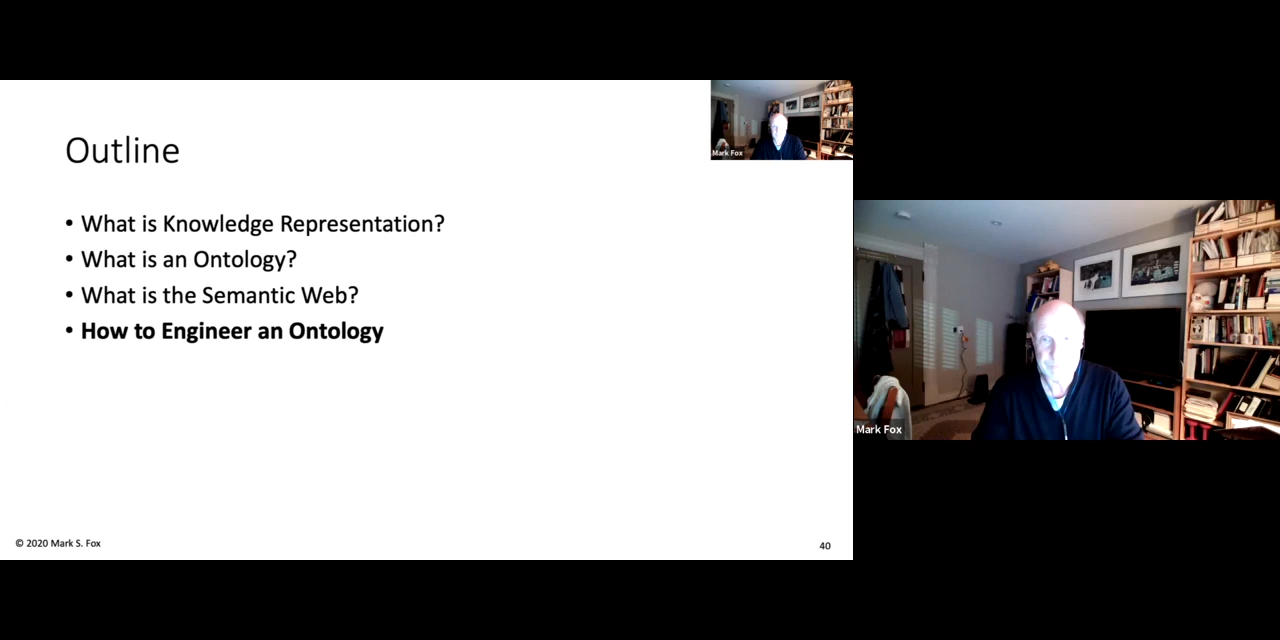 Outline
• What is Knowledge Representation?
• What is an Ontology?
• What is the Semantic Web?
• How to Engineer an Ontology
© 2020 Mark S. Fox
40
Mark Fox
Mark Fox